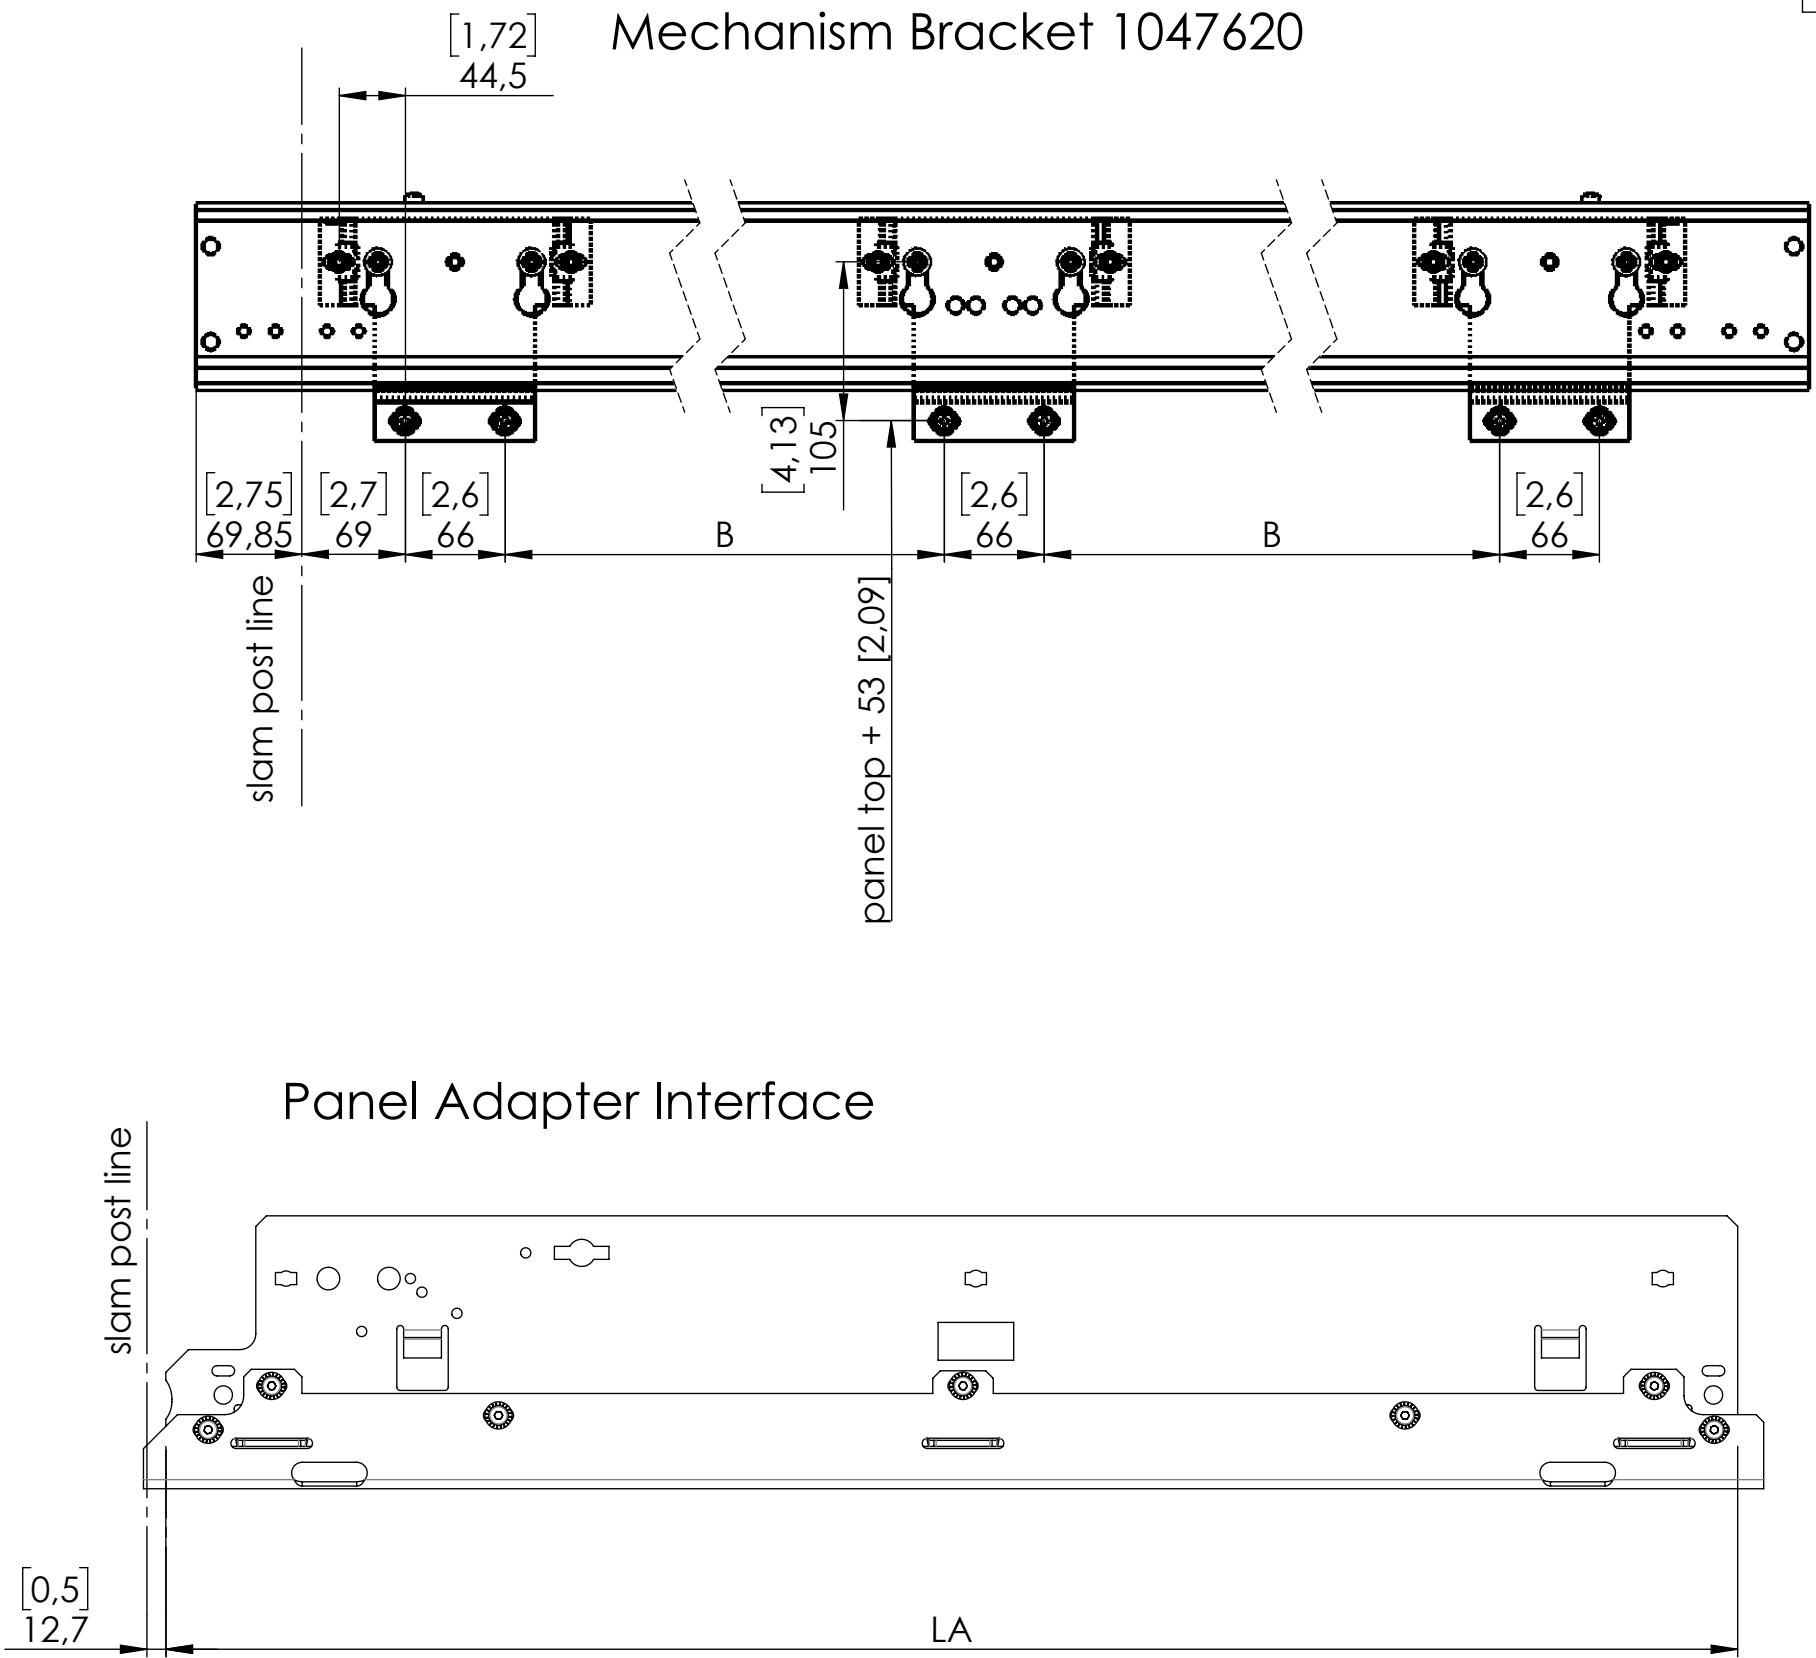 Mechanism Bracket 1047620
[1,72]
44,5
[4,13]
105
[2,75]
69,85
[2,7]
69
[2,6]
66
B
[2,6]
66
B
[2,6]
66
slam post line
panel top + 53 [2,09]
Panel Adapter Interface
slam post line
[0,5]
12,7
LA